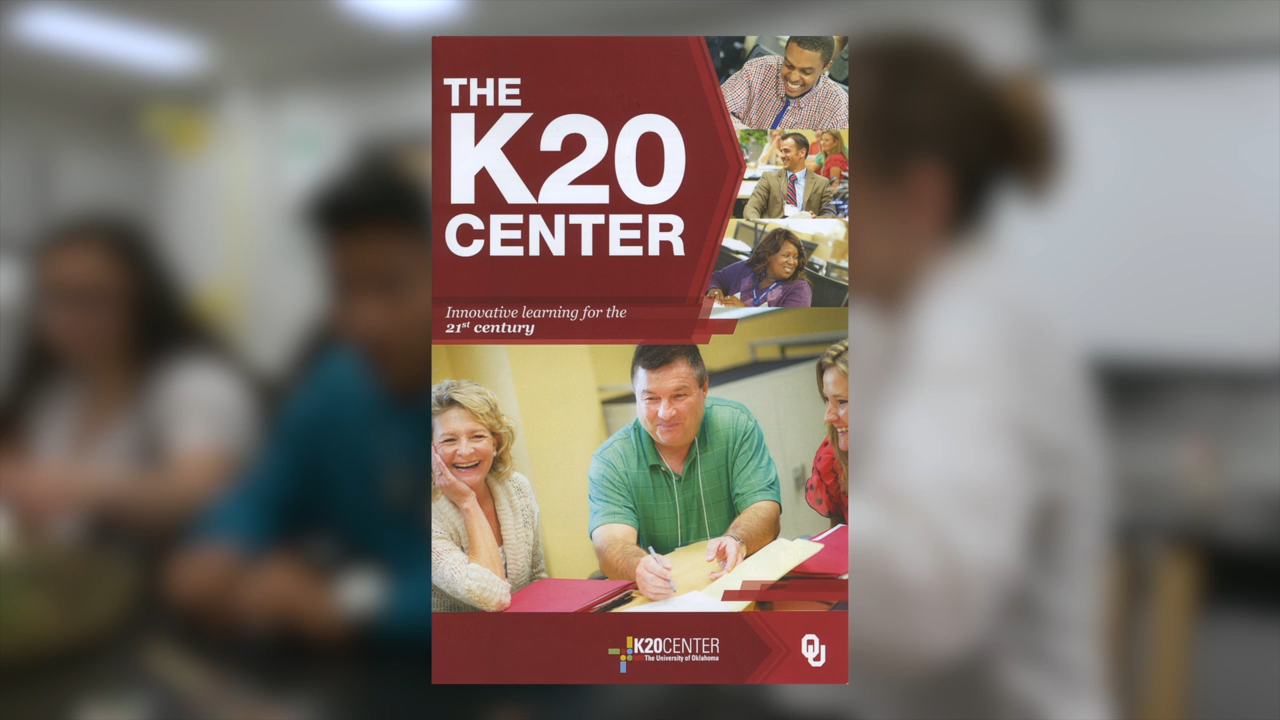 THE
K20
CENTER
Innovative learning for the
21st century
K20CENTER
The University of Oklahoma
OU